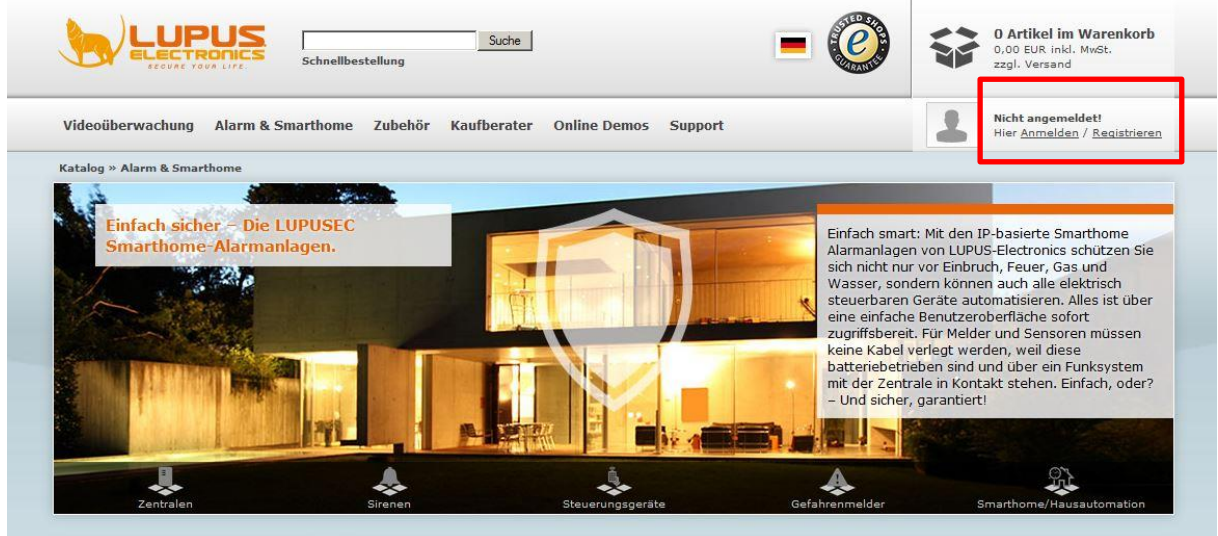 LUPUS
ELECTRONICS
SECURE YOUR LIFE.
Suche
Schnellbestellung
TRUSTED SHOPS
e
GUARANTEE
0 Artikel im Warenkorb
0,00 EUR inkl. MwSt.
zzgl. Versand
Videoüberwachung Alarm & Smarthome Zubehör Kaufberater Online Demos Support
Nicht angemeldet!
Hier Anmelden / Registrieren
Katalog » Alarm & Smarthome
Einfach sicher – Die LUPUSEC
Smarthome-Alarmanlagen.
Einfach smart: Mit den IP-basierte Smarthome
Alarmanlagen von LUPUS-Electronics schützen Sie
sich nicht nur vor Einbruch, Feuer, Gas und
Wasser, sondern können auch alle elektrisch
steuerbaren Geräte automatisieren. Alles ist über
eine einfache Benutzeroberfläche sofort
zugriffsbereit. Für Melder und Sensoren müssen
keine Kabel verlegt werden, weil diese
batteriebetrieben sind und über ein Funksystem
mit der Zentrale in Kontakt stehen. Einfach, oder?
– Und sicher, garantiert!
Zentralen
Sirenen
Steuerungsgeräte
Gefahrenmelder
Smarthome/Hausautomation